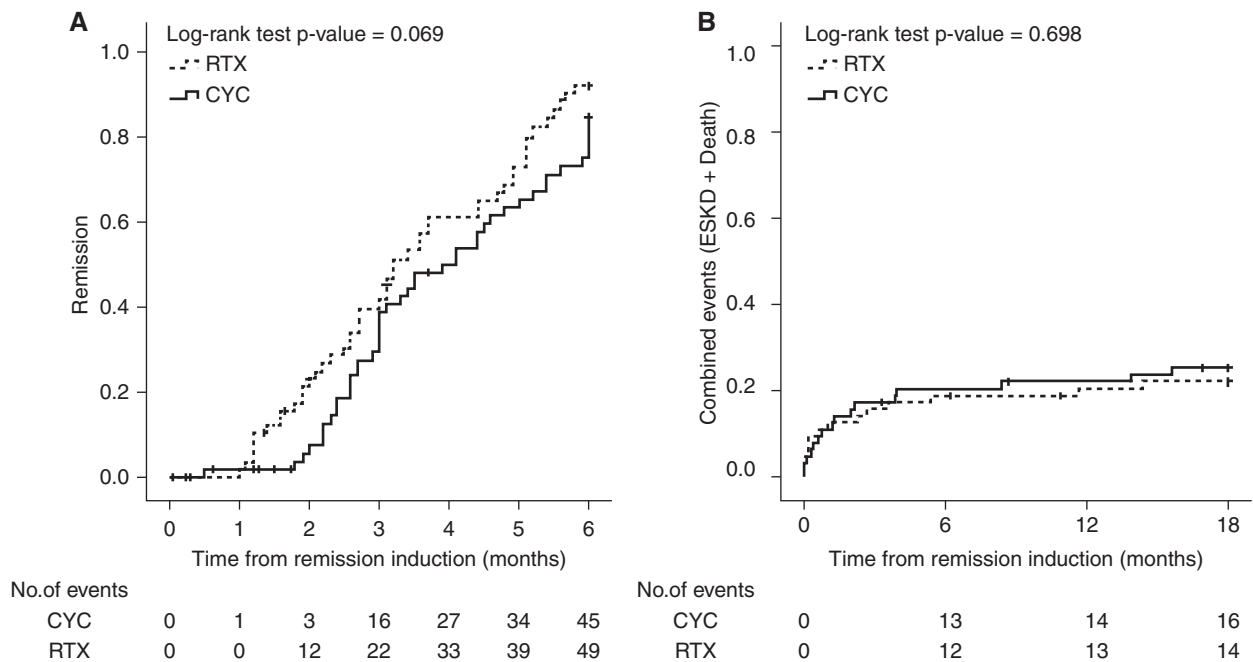 A
Log-rank test p-value = 0.069
RTX
CYC
1.0
0.8
0.6
0.4
0.2
0.0
Remission
0 1 2 3 4 5 6
Time from remission induction (months)
No.of events
CYC 0 1 3 16 27 34 45
RTX 0 0 12 22 33 39 49
B
Log-rank test p-value = 0.698
RTX
CYC
1.0
0.8
0.6
0.4
0.2
0.0
Combined events (ESKD + Death)
0 6 12 18
Time from remission induction (months)
No.of events
CYC 0 13 14 16
RTX 0 12 13 14